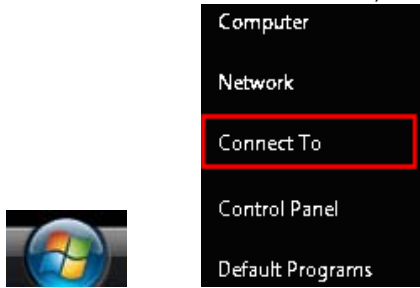 Computer
Network
Connect To
Control Panel
Default Programs